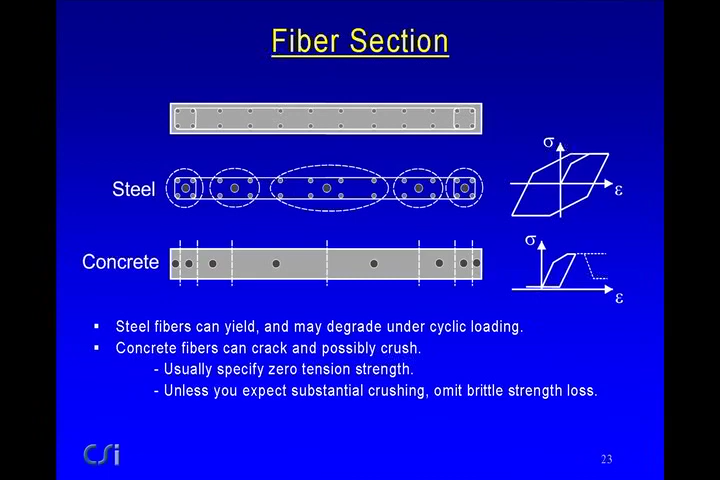 Fiber Section
σ
Steel
ε
σ
Concrete
ε
▪ Steel fibers can yield, and may degrade under cyclic loading.
▪ Concrete fibers can crack and possibly crush.
- Usually specify zero tension strength.
- Unless you expect substantial crushing, omit brittle strength loss.
CSi
23